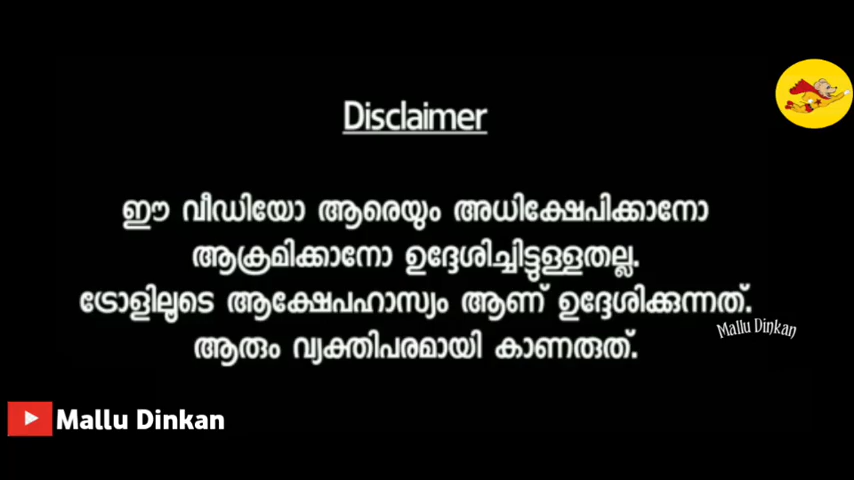 Disclaimer
ഈ വീഡിയോ ആരെയും അധിക്ഷേപിക്കാനോ
ആക്രമിക്കാനോ ഉദ്ദേശിച്ചിട്ടുള്ളതല്ല.
ട്രോളിലൂടെ ആക്ഷേപഹാസ്യം ആണ് ഉദ്ദേശിക്കുന്നത്.
Mallu Dinkan
ആരും വ്യക്തിപരമായി കാണരുത്.
Mallu Dinkan